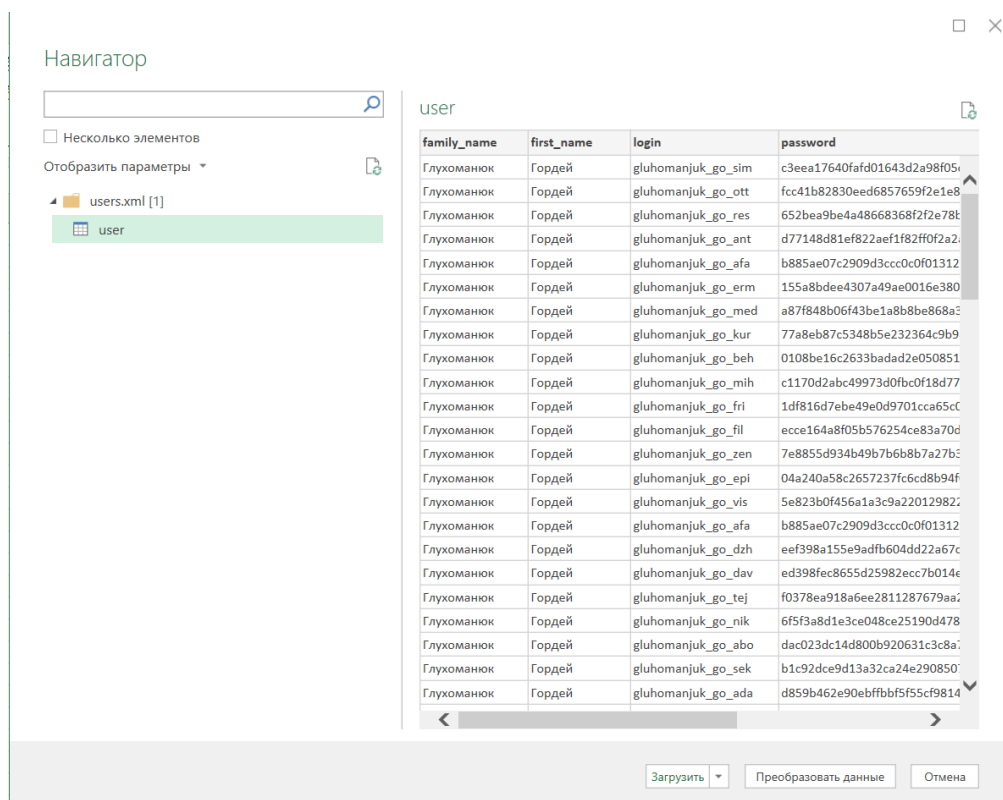 Навигатор
Несколько элементов
Отобразить параметры
users.xml [1]
user
user
family_name first_name login password
Глухоманюк Гордей gluhomanjuk_go_sim c3eea17640fafd01643d2a98f05
Глухоманюк Гордей gluhomanjuk_go_ott fcc41b82830eed6857659f2e1e8
Глухоманюк Гордей gluhomanjuk_go_res 652bea9be4a48668368f2f2e78b
Глухоманюк Гордей gluhomanjuk_go_ant d77148d81ef822aef1f82ff0f2a2
Глухоманюк Гордей gluhomanjuk_go_afa b885ae07c2909d3ccc0c0f01312
Глухоманюк Гордей gluhomanjuk_go_erm 155a8bdee4307a49ae0016e380
Глухоманюк Гордей gluhomanjuk_go_med a87f848b06f43be1a8b8be868a3
Глухоманюк Гордей gluhomanjuk_go_kur 77a8eb87c5348b5e232364c9b9
Глухоманюк Гордей gluhomanjuk_go_beh 0108be16c2633badad2e050851
Глухоманюк Гордей gluhomanjuk_go_mih c1170d2abc49973d0fbc0f18d77
Глухоманюк Гордей gluhomanjuk_go_fri 1df816d7ebe49e0d9701cca65c0
Глухоманюк Гордей gluhomanjuk_go_fil ecce164a8f05b576254ce83a70d
Глухоманюк Гордей gluhomanjuk_go_zen 7e8855d934b49b7b6b8b7a27b3
Глухоманюк Гордей gluhomanjuk_go_epi 04a240a58c2657237fc6cd8b94f
Глухоманюк Гордей gluhomanjuk_go_vis 5e823b0f456a1a3c9a220129822
Глухоманюк Гордей gluhomanjuk_go_afa b885ae07c2909d3ccc0c0f01312
Глухоманюк Гордей gluhomanjuk_go_dzh eef398a155e9adfb604dd22a67c
Глухоманюк Гордей gluhomanjuk_go_dav ed398fec8655d25982ecc7b014e
Глухоманюк Гордей gluhomanjuk_go_tej f0378ea918a6ee2811287679aa2
Глухоманюк Гордей gluhomanjuk_go_nik 6f5f3a8d1e3ce048ce25190d478
Глухоманюк Гордей gluhomanjuk_go_abo dac023dc14d800b920631c3c8a7
Глухоманюк Гордей gluhomanjuk_go_sek b1c92dce9d13a32ca24e2908507
Глухоманюк Гордей gluhomanjuk_go_ada d859b462e90ebffbbf5f55cf9814
Загрузить Преобразовать данные Отмена